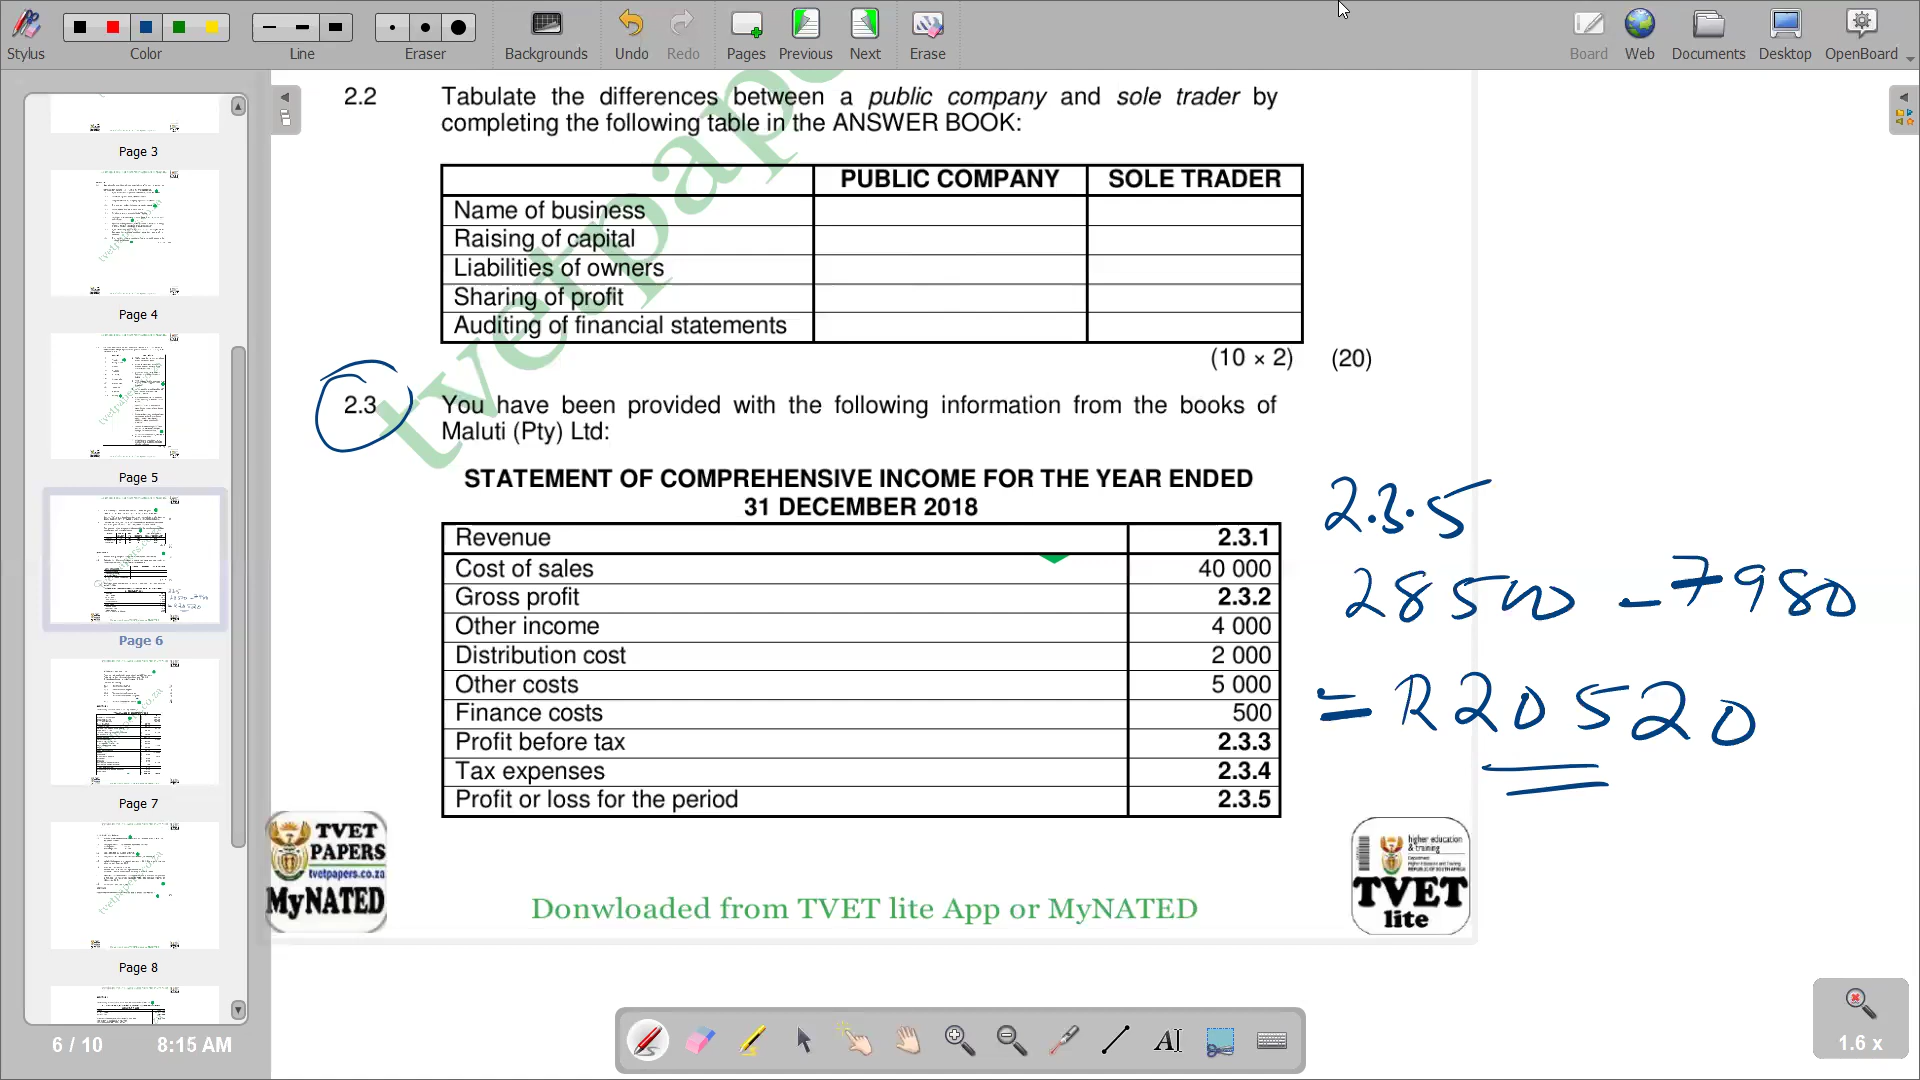 Stylus
Color
Line
Eraser
Backgrounds
Undo
Redo
Pages
Previous
Next
Erase
Board
Web
Documents
Desktop
OpenBoard
Page 3
Page 4
Page 5
Page 6
Page 7
Page 8
6 / 10
8:15 AM
2.2
Tabulate the differences between a public company and sole trader by
completing the following table in the ANSWER BOOK:
PUBLIC COMPANY
SOLE TRADER
Name of business
Raising of capital
Liabilities of owners
Sharing of profit
Auditing of financial statements
(10 × 2) (20)
2.3
You have been provided with the following information from the books of
Maluti (Pty) Ltd:
STATEMENT OF COMPREHENSIVE INCOME FOR THE YEAR ENDED
31 DECEMBER 2018
Revenue 2.3.1
Cost of sales 40 000
Gross profit 2.3.2
Other income 4 000
Distribution cost 2 000
Other costs 5 000
Finance costs 500
Profit before tax 2.3.3
Tax expenses 2.3.4
Profit or loss for the period 2.3.5
2.3.5
28500 - 7980
= R20520
tvetpape
TVET
PAPERS
tvetpapers.co.za
MyNATED
Donwloaded from TVET lite App or MyNATED
higher education
& training
TVET
lite
1.6 x